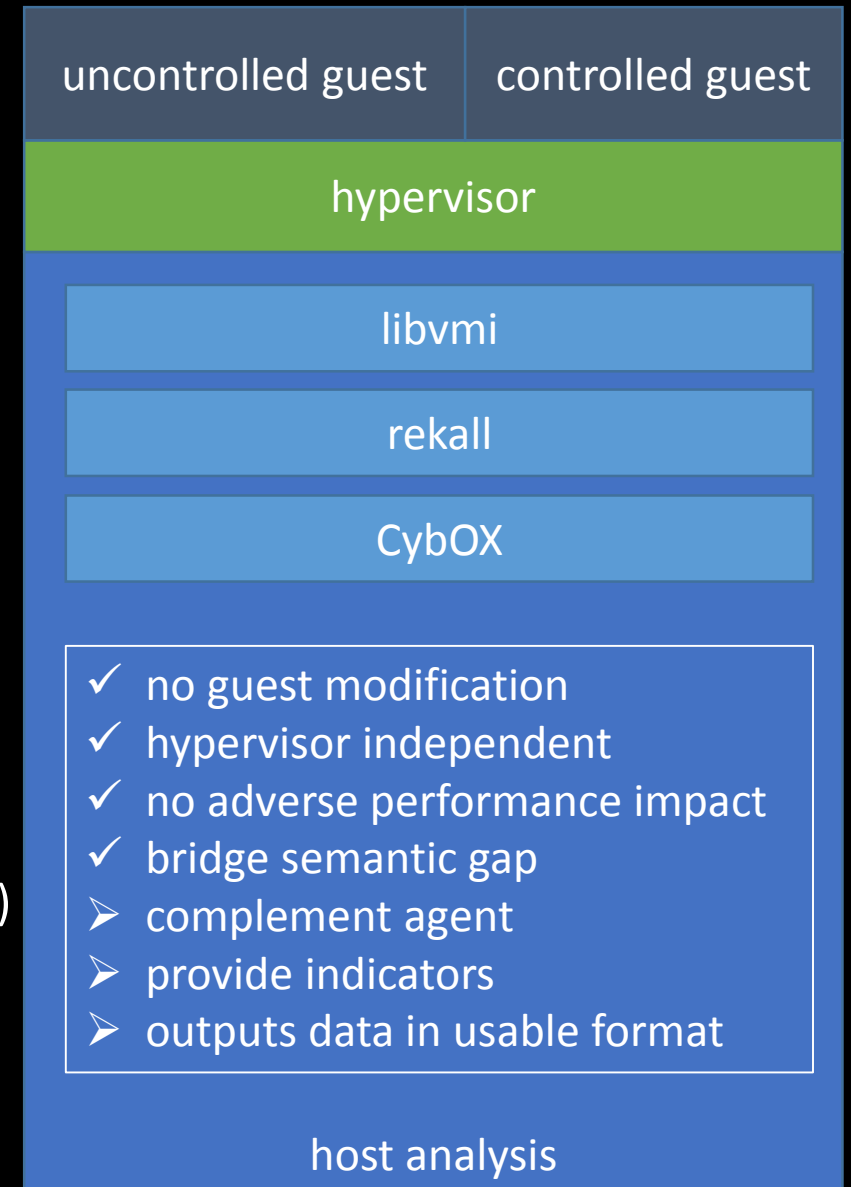 uncontrolled guest
controlled guest
hypervisor
libvmi
rekall
CybOX
✓ no guest modification
✓ hypervisor independent
✓ no adverse performance impact
✓ bridge semantic gap
)
➢ complement agent
➢ provide indicators
➢ outputs data in usable format
host analysis